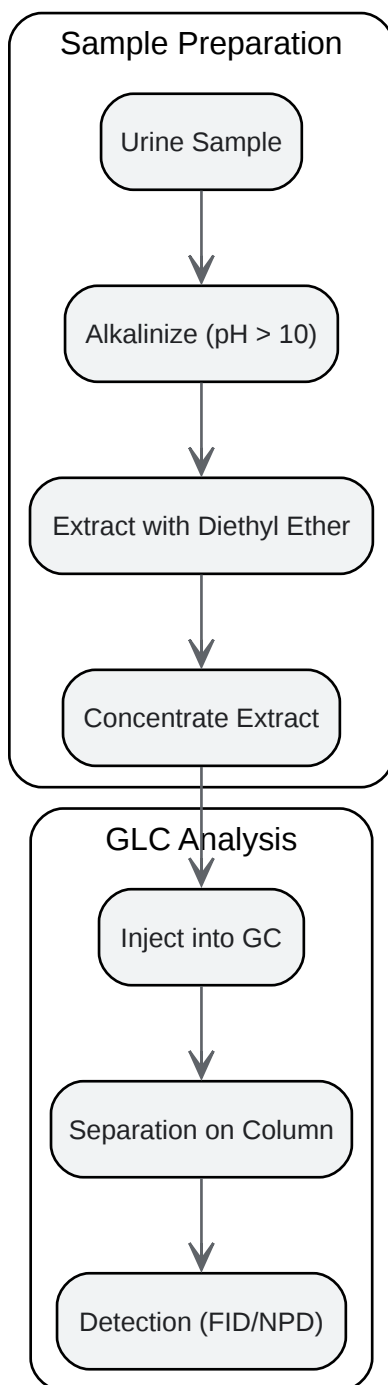 Sample Preparation
Urine Sample
Alkalinize (pH > 10)
Extract with Diethyl Ether
Concentrate Extract
GLC Analysis
Inject into GC
Separation on Column
Detection (FID/NPD)